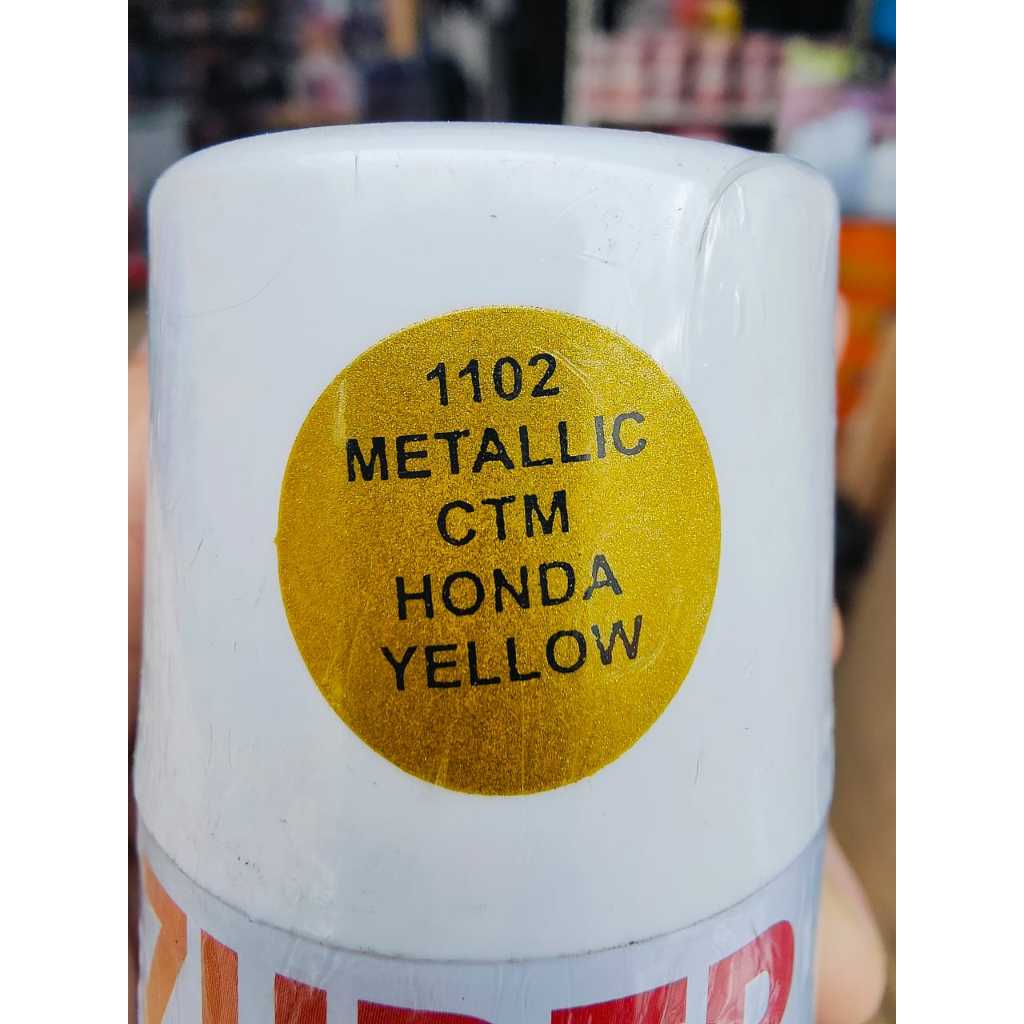 1102
METALLIC
CTM
HONDA
YELLOW